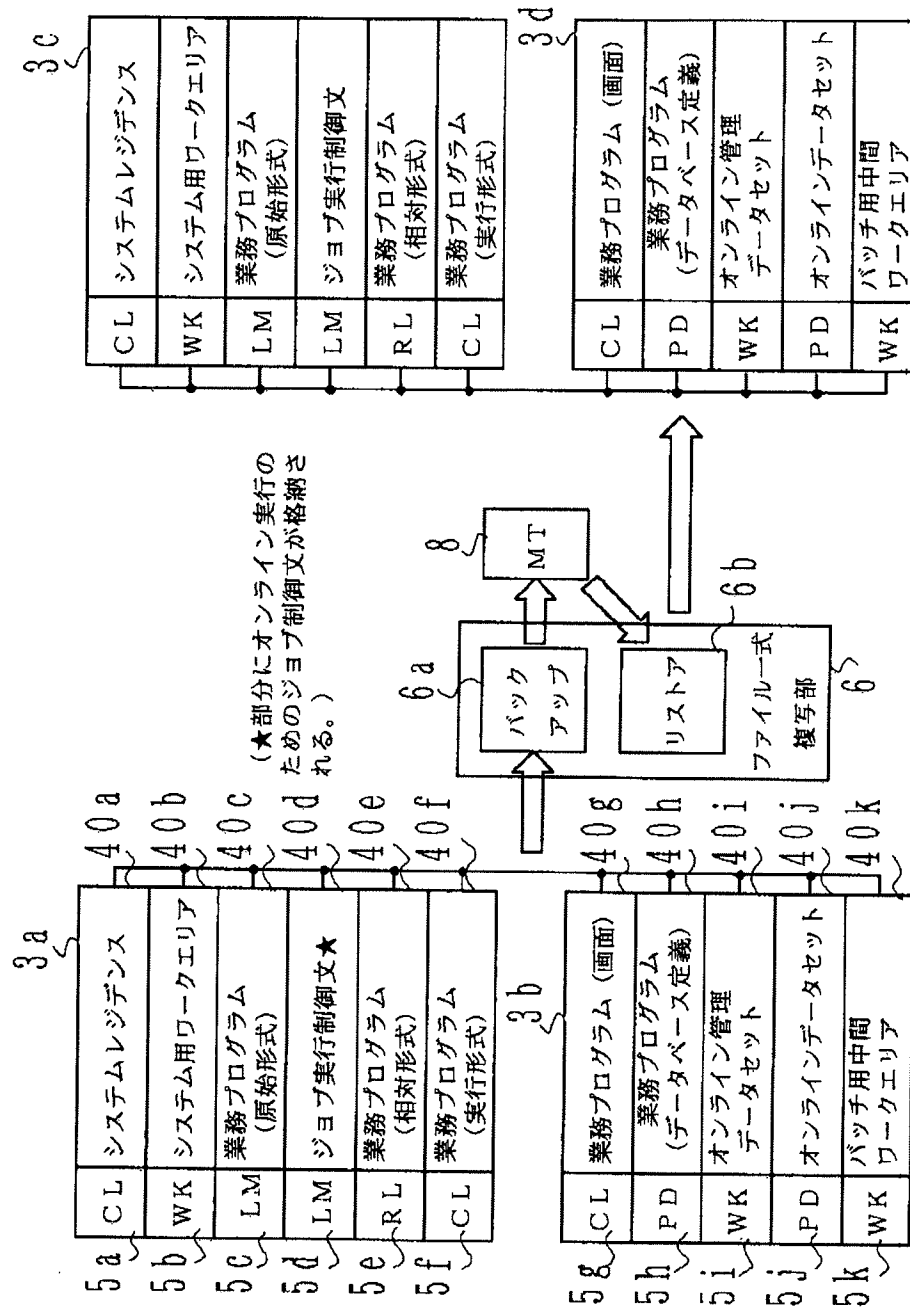 3a
5a CL システムレジデンス 40a
5b WK システム用ワークエリア 40b
5c LM 業務プログラム
(原始形式) 40c
5d LM ジョブ実行制御文★ 40d
5e RL 業務プログラム
(相対形式) 40e
5f CL 業務プログラム
(実行形式) 40f
3b
5g CL 業務プログラム(画面) 40g
5h PD 業務プログラム
(データベース定義) 40h
5i WK オンライン管理
データセット 40i
5j PD オンラインデータセット 40j
5k WK バッチ用中間
ワークエリア 40k
(★部分にオンライン実行の
ためのジョブ制御文が格納さ
れる。)
6a
バック
アップ
8
MT
リストア
6b
ファイル一式
複写部
6
3c
CL システムレジデンス
WK システム用ワークエリア
LM 業務プログラム
(原始形式)
LM ジョブ実行制御文
RL 業務プログラム
(相対形式)
CL 業務プログラム
(実行形式)
3d
CL 業務プログラム(画面)
PD 業務プログラム
(データベース定義)
WK オンライン管理
データセット
PD オンラインデータセット
WK バッチ用中間
ワークエリア